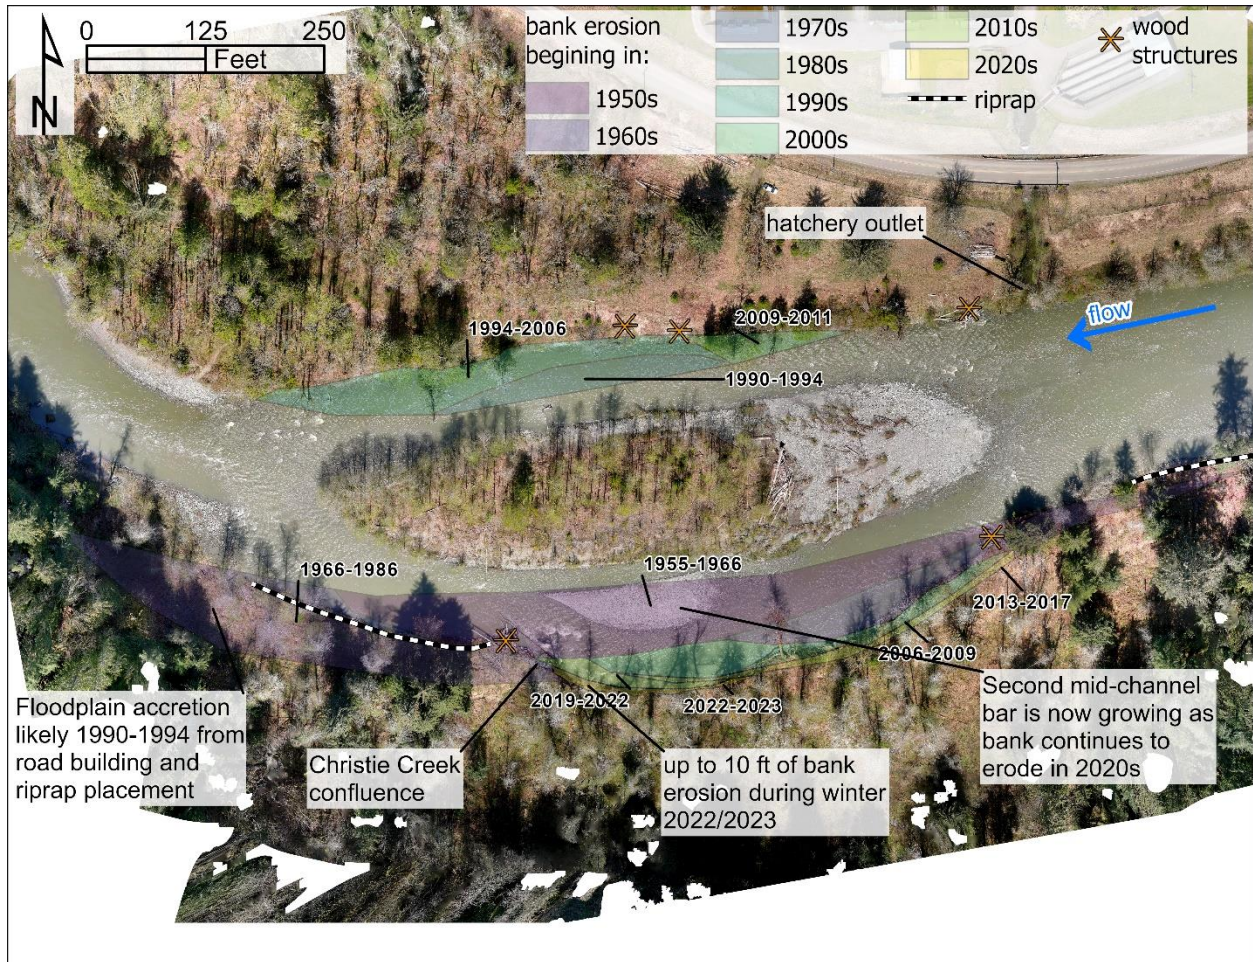 0 125 250
Feet
N
bank erosion
begining in:
1950s
1960s
1970s
1980s
1990s
2000s
2010s
2020s
riprap
wood
structures
hatchery outlet
flow
1994-2006
2009-2011
1990-1994
1966-1986
1955-1966
2013-2017
2006-2009
2019-2022
2022-2023
Floodplain accretion
likely 1990-1994 from
road building and
riprap placement
Christie Creek
confluence
up to 10 ft of bank
erosion during winter
2022/2023
Second mid-channel
bar is now growing as
bank continues to
erode in 2020s